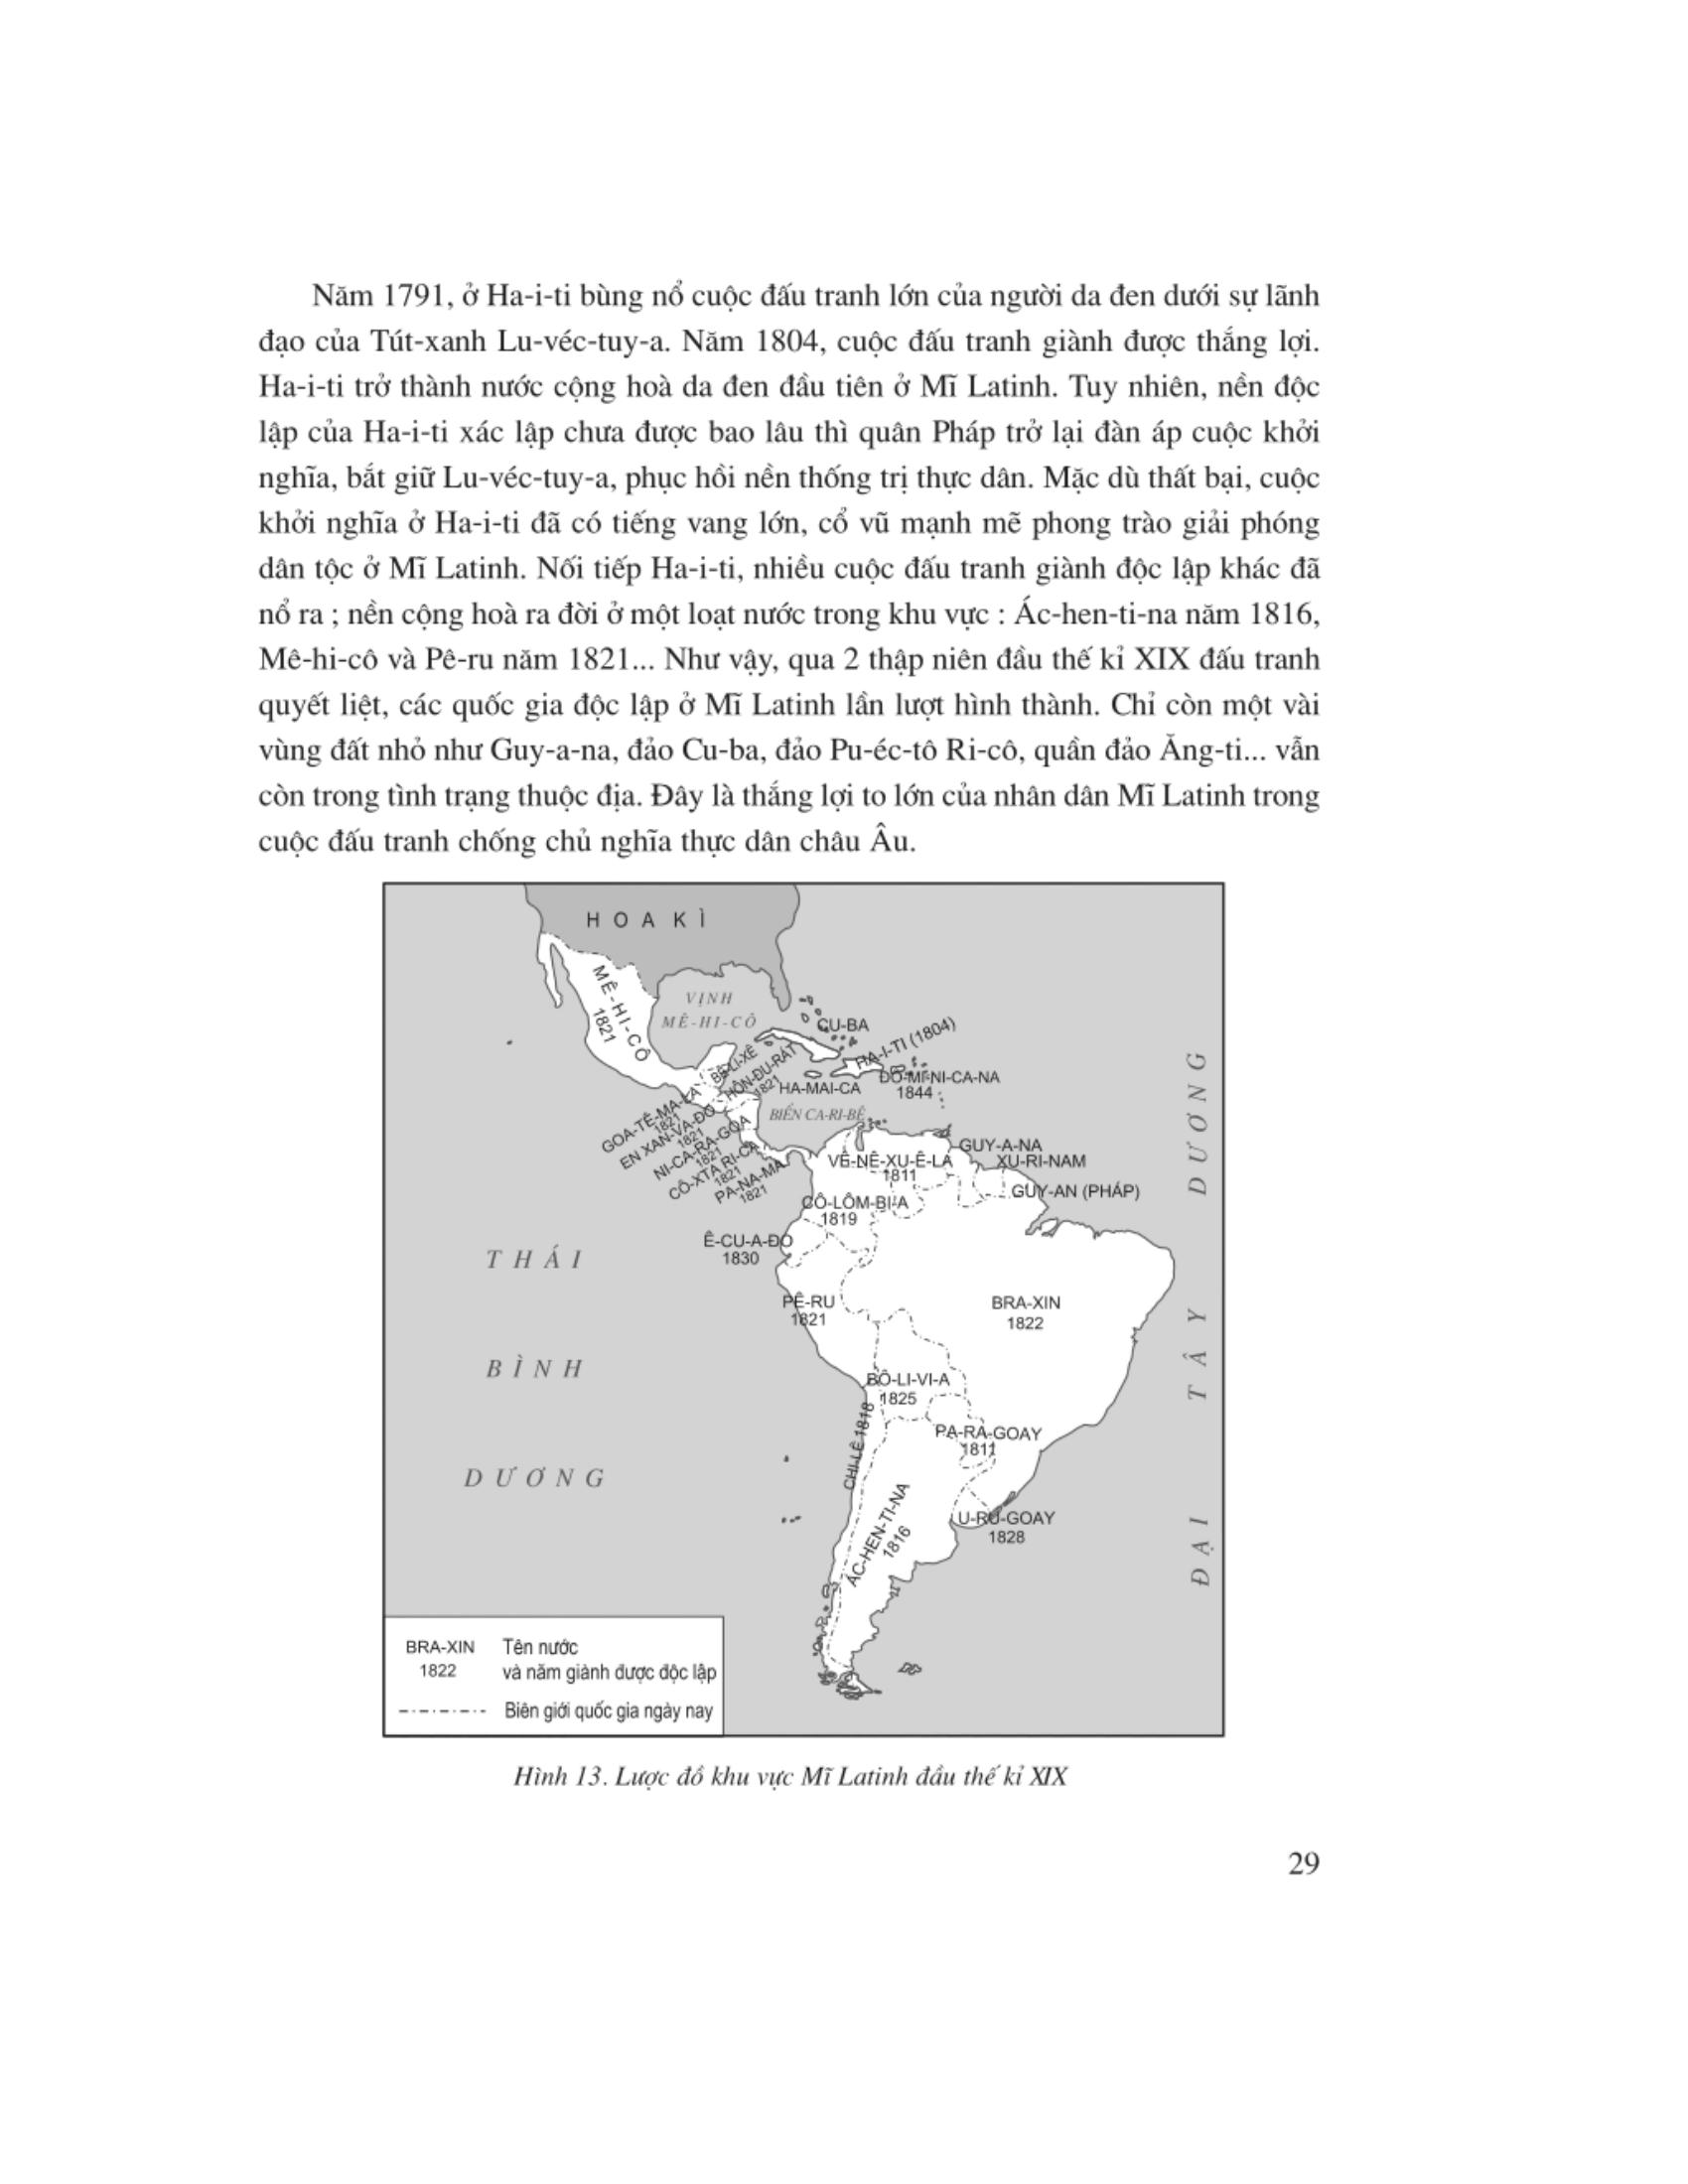 Năm 1791, ở Ha-i-ti bùng nổ cuộc đấu tranh lớn của người da đen dưới sự lãnh
đạo của Tút-xanh Lu-véc-tuy-a. Năm 1804, cuộc đấu tranh giành được thắng lợi.
Ha-i-ti trở thành nước cộng hoà da đen đầu tiên ở Mĩ Latinh. Tuy nhiên, nền độc
lập của Ha-i-ti xác lập chưa được bao lâu thì quân Pháp trở lại đàn áp cuộc khởi
nghĩa, bắt giữ Lu-véc-tuy-a, phục hồi nền thống trị thực dân. Mặc dù thất bại, cuộc
khởi nghĩa ở Ha-i-ti đã có tiếng vang lớn, cổ vũ mạnh mẽ phong trào giải phóng
dân tộc ở Mĩ Latinh. Nối tiếp Ha-i-ti, nhiều cuộc đấu tranh giành độc lập khác đã
nổ ra ; nền cộng hoà ra đời ở một loạt nước trong khu vực : Ác-hen-ti-na năm 1816,
Mê-hi-cô và Pê-ru năm 1821... Như vậy, qua 2 thập niên đầu thế kỉ XIX đấu tranh
quyết liệt, các quốc gia độc lập ở Mĩ Latinh lần lượt hình thành. Chỉ còn một vài
vùng đất nhỏ như Guy-a-na, đảo Cu-ba, đảo Pu-éc-tô Ri-cô, quần đảo Ăng-ti... vẫn
còn trong tình trạng thuộc địa. Đây là thắng lợi to lớn của nhân dân Mĩ Latinh trong
cuộc đấu tranh chống chủ nghĩa thực dân châu Âu.
HOA KÌ
MÊ-HI-CÔ
1821
VỊNH
MÊ-HI-CÔ
CU-BA
HA-I-TI (1804)
BÊ-LI-XÊ
HÔN-ĐU-RÁT
1821
HA-MAI-CA
ĐÔ-MI-NI-CA-NA
1844
BIỂN CA-RI-BÊ
GOA-TÊ-MA-LA
1821
EN XAN-VA-ĐO
1821
NI-CA-RA-GOA
1821
CÔ-XTA RI-CA
1821
PA-NA-MA
1821
VÊ-NÊ-XU-Ê-LA
1811
GUY-A-NA
XU-RI-NAM
GUY-AN (PHÁP)
CÔ-LÔM-BI-A
1819
Ê-CU-A-ĐO
1830
PÊ-RU
1821
BRA-XIN
1822
BÔ-LI-VI-A
1825
PA-RA-GOAY
1811
CHI-LÊ 1818
ÁC-HEN-TI-NA
1816
U-RU-GOAY
1828
THÁI
BÌNH
DƯƠNG
ĐẠI TÂY DƯƠNG
BRA-XIN Tên nước
1822 và năm giành được độc lập
Biên giới quốc gia ngày nay
Hình 13. Lược đồ khu vực Mĩ Latinh đầu thế kỉ XIX
29